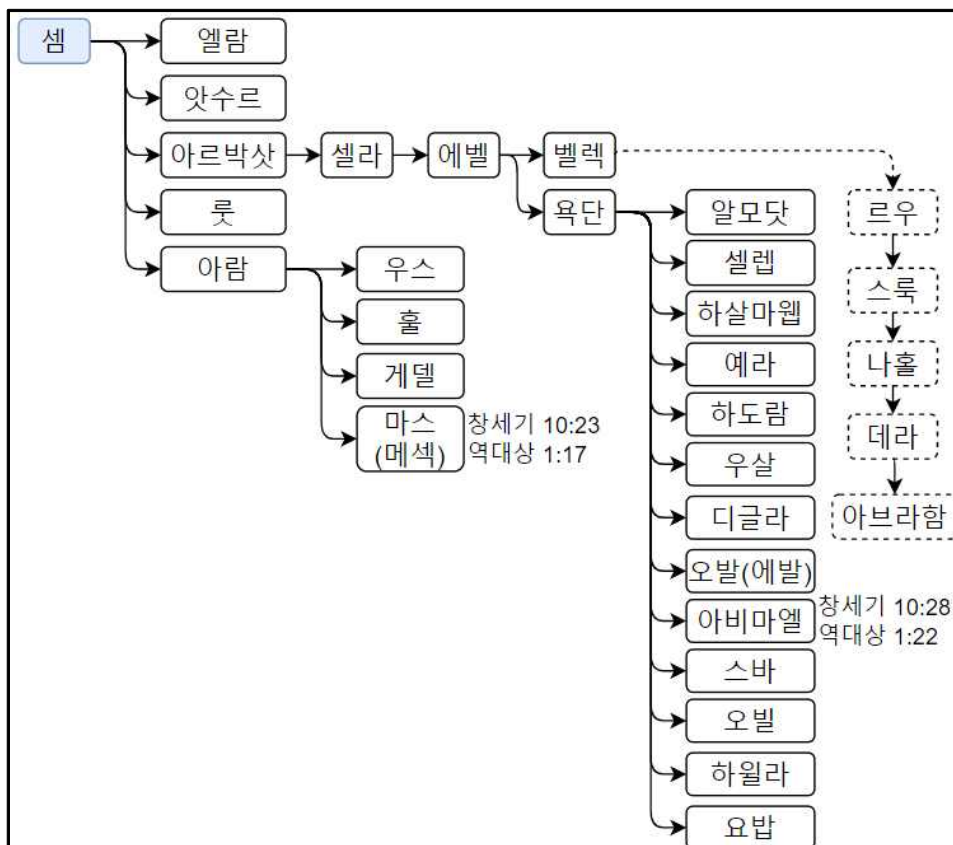 셈
엘람
앗수르
아르박삿
셀라
에벨
벨렉
룻
욕단
알모닷
르우
아람
우스
셀렙
스룩
훌
하살마웹
나홀
게델
예라
마스
(메섹)
창세기 10:23
역대상 1:17
하도람
데라
우살
디글라
아브라함
오발(에발)
아비마엘
창세기 10:28
역대상 1:22
스바
오빌
하윌라
요밥